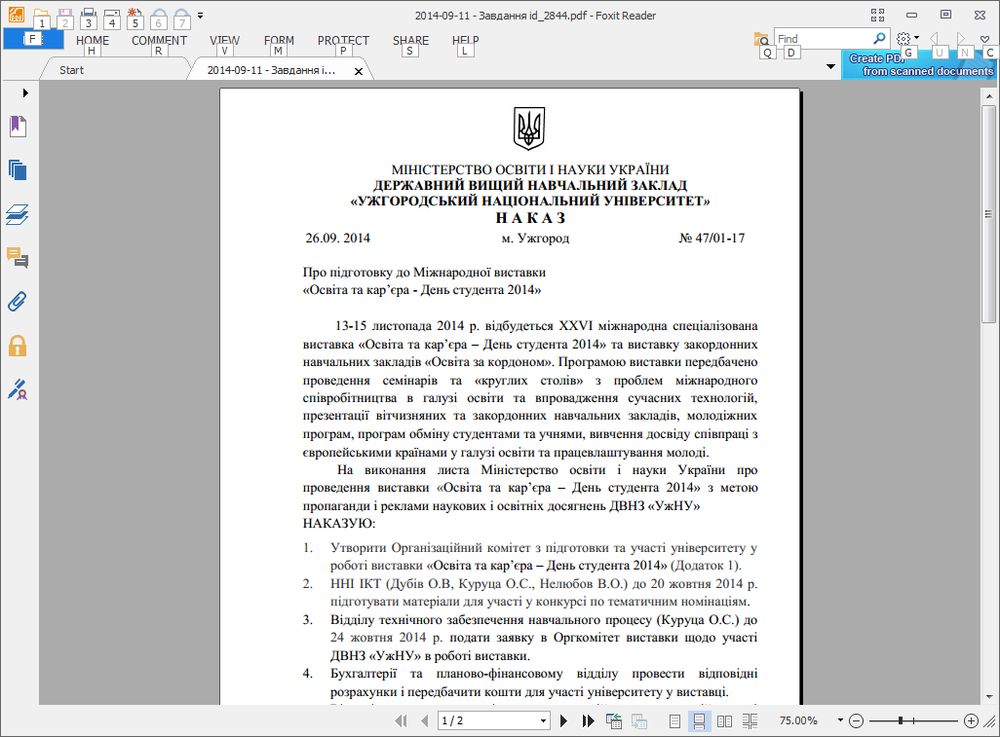 2014-09-11 - Завдання id_2844.pdf - Foxit Reader
1 2 3 4 5 6 7
F HOME COMMENT VIEW FORM PROTECT SHARE HELP Find
H R V M P S L Q D G U N C
Start 2014-09-11 - Завдання і... Create PDF
from scanned documents
МІНІСТЕРСТВО ОСВІТИ І НАУКИ УКРАЇНИ
ДЕРЖАВНИЙ ВИЩИЙ НАВЧАЛЬНИЙ ЗАКЛАД
«УЖГОРОДСЬКИЙ НАЦІОНАЛЬНИЙ УНІВЕРСИТЕТ»
Н А К А З
26.09. 2014 м. Ужгород № 47/01-17
Про підготовку до Міжнародної виставки
«Освіта та кар’єра - День студента 2014»
13-15 листопада 2014 р. відбудеться XXVI міжнародна спеціалізована
виставка «Освіта та кар’єра – День студента 2014» та виставку закордонних
навчальних закладів «Освіта за кордоном». Програмою виставки передбачено
проведення семінарів та «круглих столів» з проблем міжнародного
співробітництва в галузі освіти та впровадження сучасних технологій,
презентації вітчизняних та закордонних навчальних закладів, молодіжних
програм, програм обміну студентами та учнями, вивчення досвіду співпраці з
європейськими країнами у галузі освіти та працевлаштування молоді.
На виконання листа Міністерство освіти і науки України про
проведення виставки «Освіта та кар’єра – День студента 2014» з метою
пропаганди і реклами наукових і освітніх досягнень ДВНЗ «УжНУ»
НАКАЗУЮ:
1. Утворити Організаційний комітет з підготовки та участі університету у
роботі виставки «Освіта та кар’єра – День студента 2014» (Додаток 1).
2. ННІ ІКТ (Дубів О.В, Куруца О.С., Нелюбов В.О.) до 20 жовтня 2014 р.
підготувати матеріали для участі у конкурсі по тематичним номінаціям.
3. Відділу технічного забезпечення навчального процесу (Куруца О.С.) до
24 жовтня 2014 р. подати заявку в Оргкомітет виставки щодо участі
ДВНЗ «УжНУ» в роботі виставки.
4. Бухгалтерії та планово-фінансовому відділу провести відповідні
розрахунки і передбачити кошти для участі університету у виставці.
1 / 2 75.00%